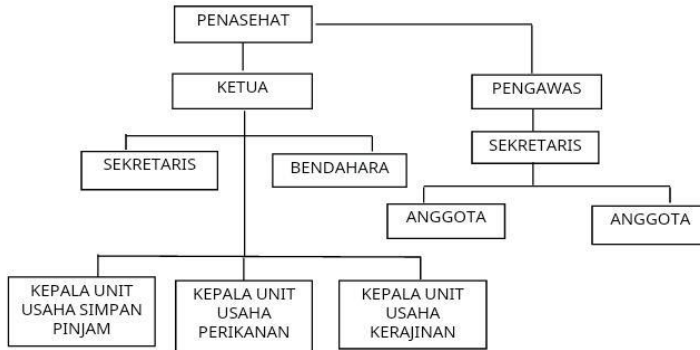 PENASEHAT
KETUA
PENGAWAS
SEKRETARIS
BENDAHARA
SEKRETARIS
ANGGOTA
ANGGOTA
KEPALA UNIT
USAHA SIMPAN
PINJAM
KEPALA UNIT
USAHA
PERIKANAN
KEPALA UNIT
USAHA
KERAJINAN